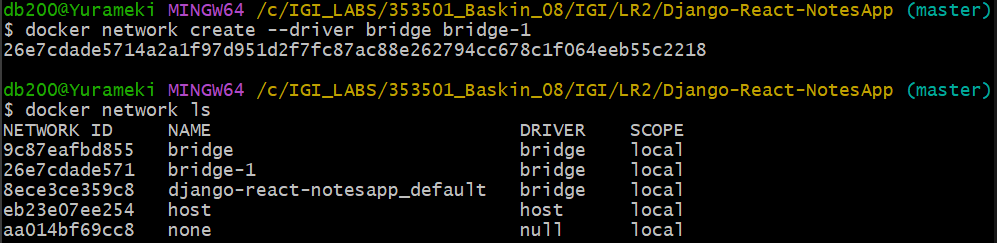 db200@Yurameki MINGW64 /c/IGI_LABS/353501_Baskin_08/IGI/LR2/Django-React-NotesApp (master)
$ docker network create --driver bridge bridge-1
26e7cdade5714a2a1f97d951d2f7fc87ac88e262794cc678c1f064eeb55c2218
db200@Yurameki MINGW64 /c/IGI_LABS/353501_Baskin_08/IGI/LR2/Django-React-NotesApp (master)
$ docker network ls
NETWORK ID     NAME                           DRIVER    SCOPE
9c87eafbd855   bridge                         bridge    local
26e7cdade571   bridge-1                       bridge    local
8ece3ce359c8   django-react-notesapp_default   bridge    local
eb23e07ee254   host                           host      local
aa014bf69cc8   none                           null      local